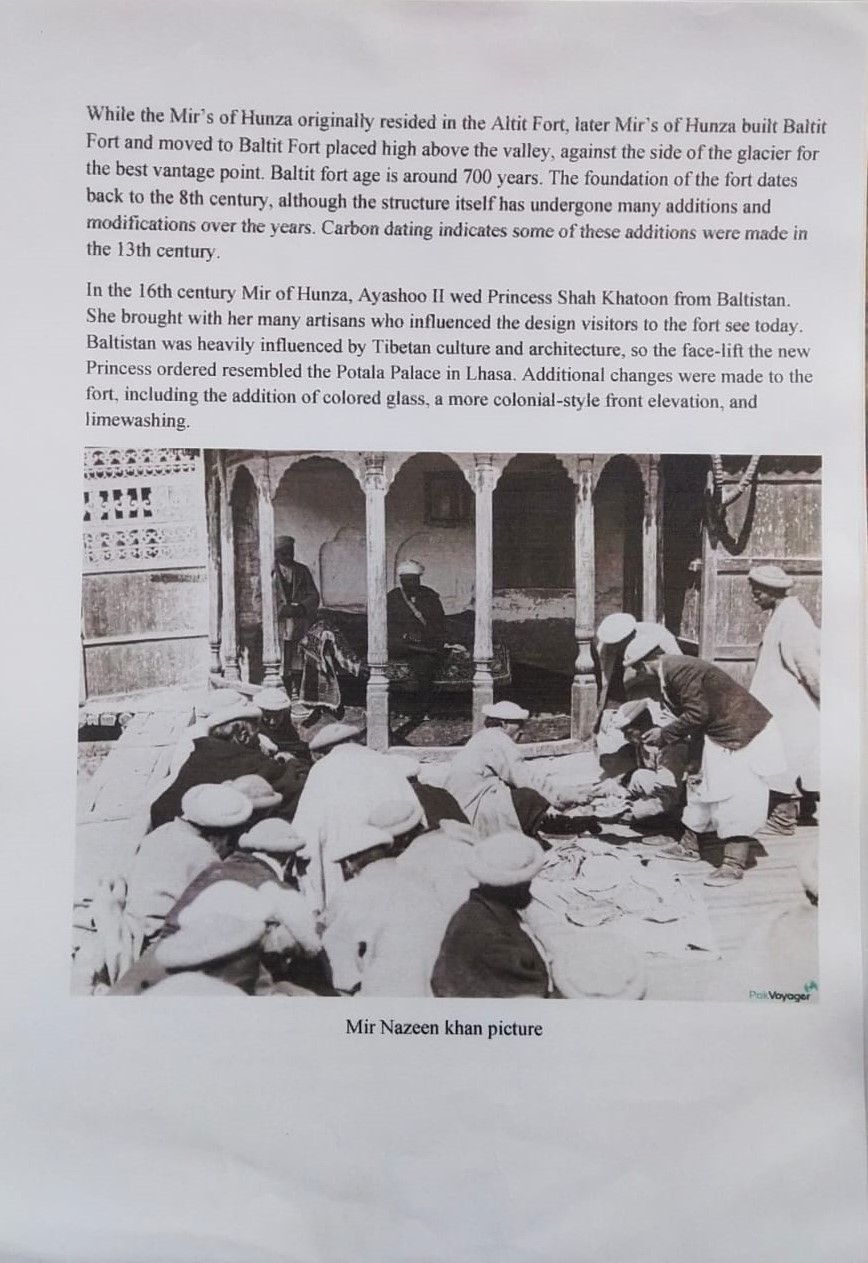 While the Mir's of Hunza originally resided in the Altit Fort, later Mir's of Hunza built Baltit
Fort and moved to Baltit Fort placed high above the valley, against the side of the glacier for
the best vantage point. Baltit fort age is around 700 years. The foundation of the fort dates
back to the 8th century, although the structure itself has undergone many additions and
modifications over the years. Carbon dating indicates some of these additions were made in
the 13th century.
In the 16th century Mir of Hunza, Ayashoo II wed Princess Shah Khatoon from Baltistan.
She brought with her many artisans who influenced the design visitors to the fort see today.
Baltistan was heavily influenced by Tibetan culture and architecture, so the face-lift the new
Princess ordered resembled the Potala Palace in Lhasa. Additional changes were made to the
fort, including the addition of colored glass, a more colonial-style front elevation, and
limewashing.
PakVoyager
Mir Nazeen khan picture